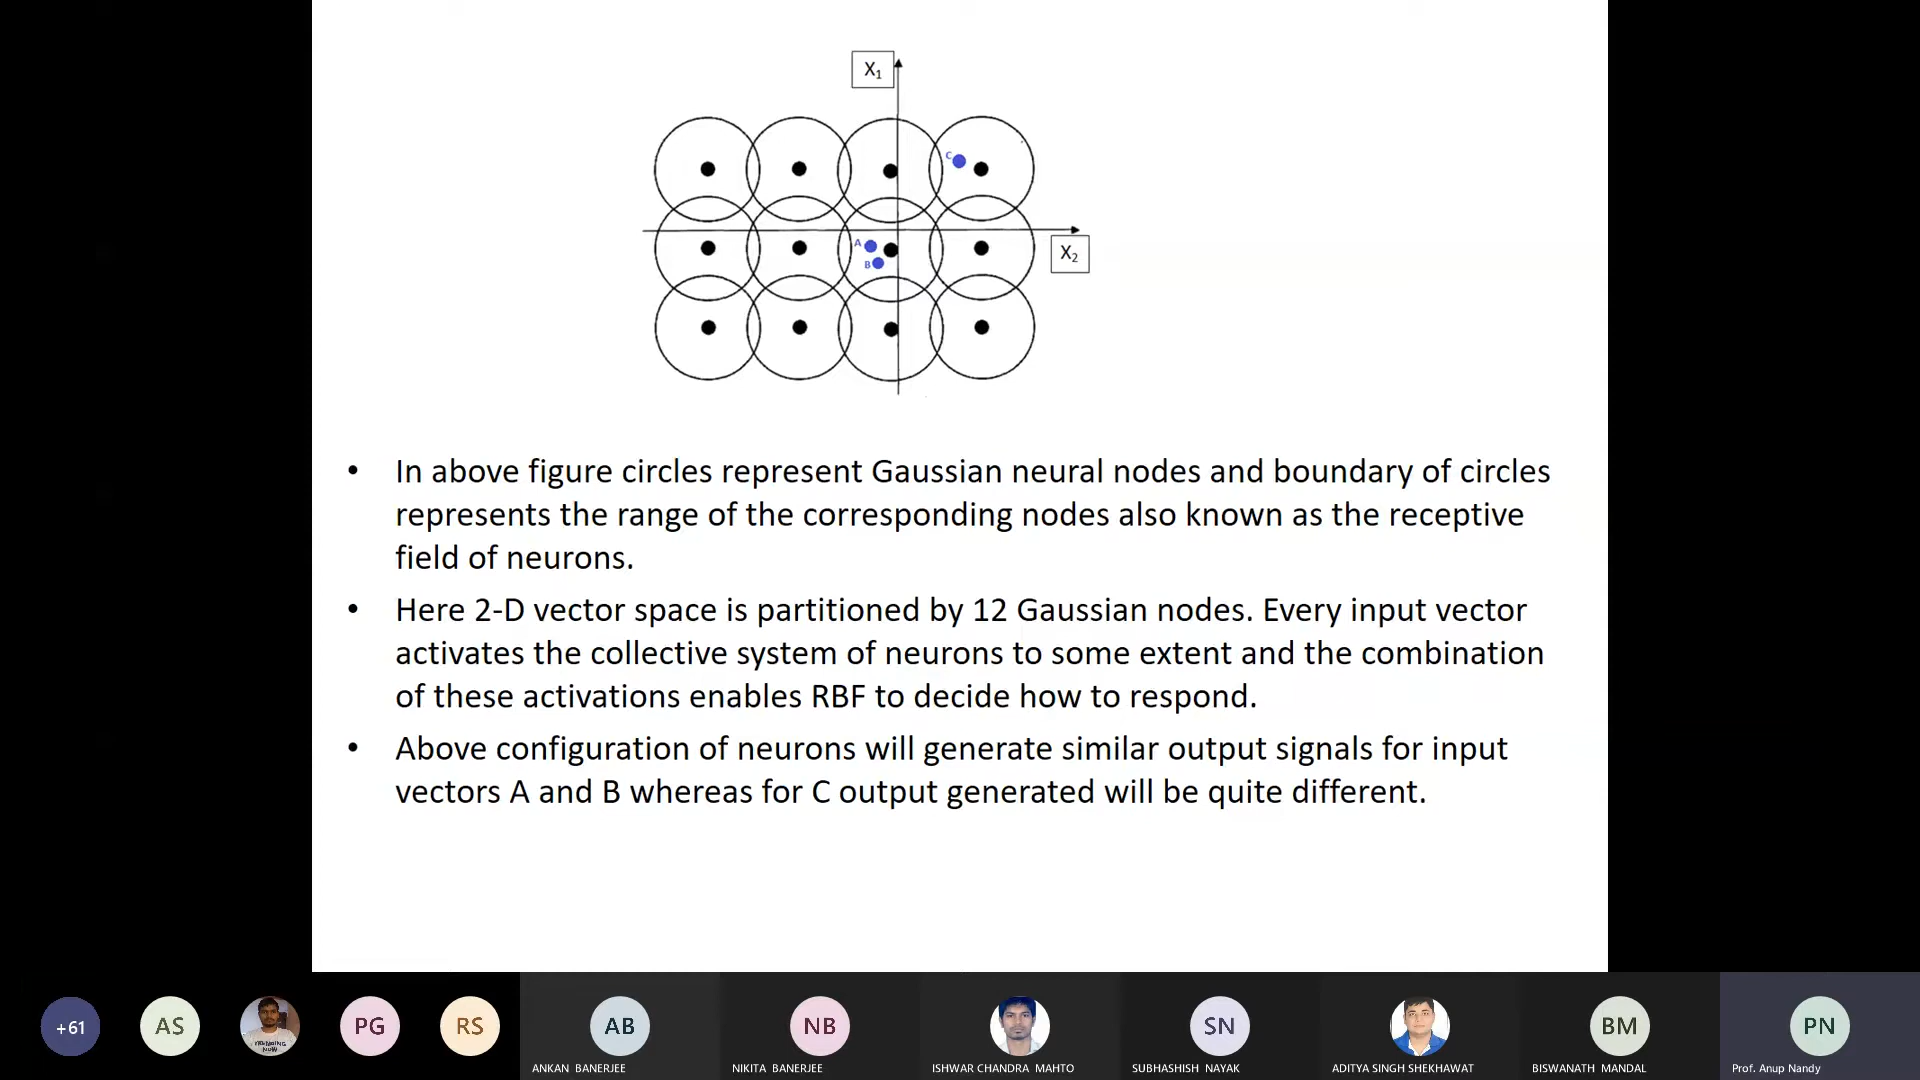 X₁
C
A
B
X₂
• In above figure circles represent Gaussian neural nodes and boundary of circles
represents the range of the corresponding nodes also known as the receptive
field of neurons.
• Here 2-D vector space is partitioned by 12 Gaussian nodes. Every input vector
activates the collective system of neurons to some extent and the combination
of these activations enables RBF to decide how to respond.
• Above configuration of neurons will generate similar output signals for input
vectors A and B whereas for C output generated will be quite different.
+61
AS
PG
RS
AB
NB
SN
BM
PN
ANKAN BANERJEE
NIKITA BANERJEE
ISHWAR CHANDRA MAHTO
SUBHASHISH NAYAK
ADITYA SINGH SHEKHAWAT
BISWANATH MANDAL
Prof. Anup Nandy